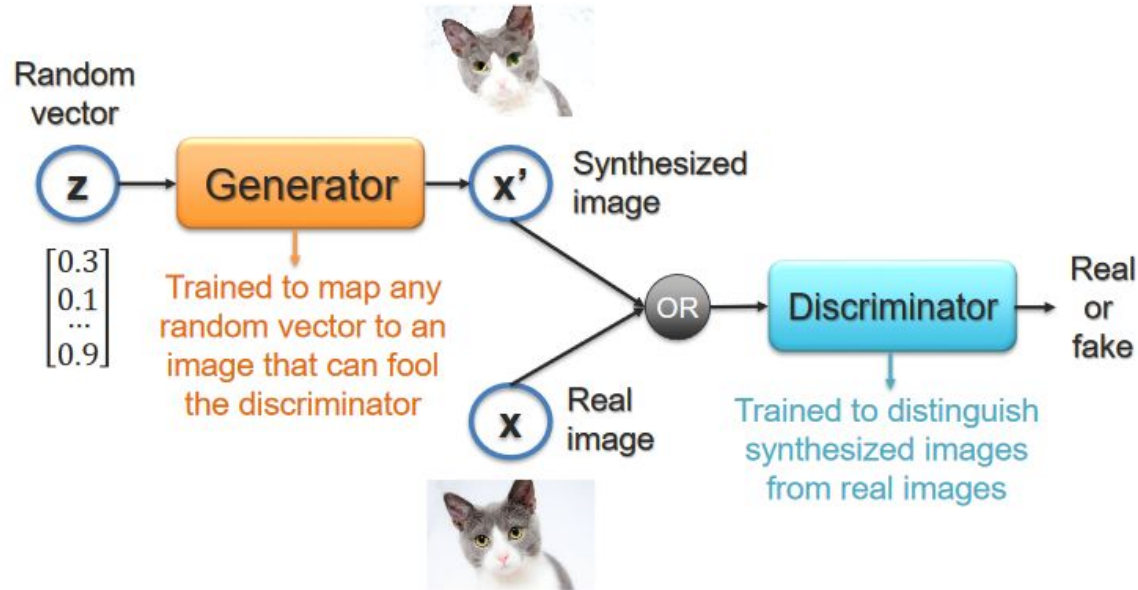 Random
vector
z
[0.3
0.1
...
0.9]
Generator
Trained to map any
random vector to an
image that can fool
the discriminator
x’
Synthesized
image
x
Real
image
OR
Discriminator
Trained to distinguish
synthesized images
from real images
Real
or
fake